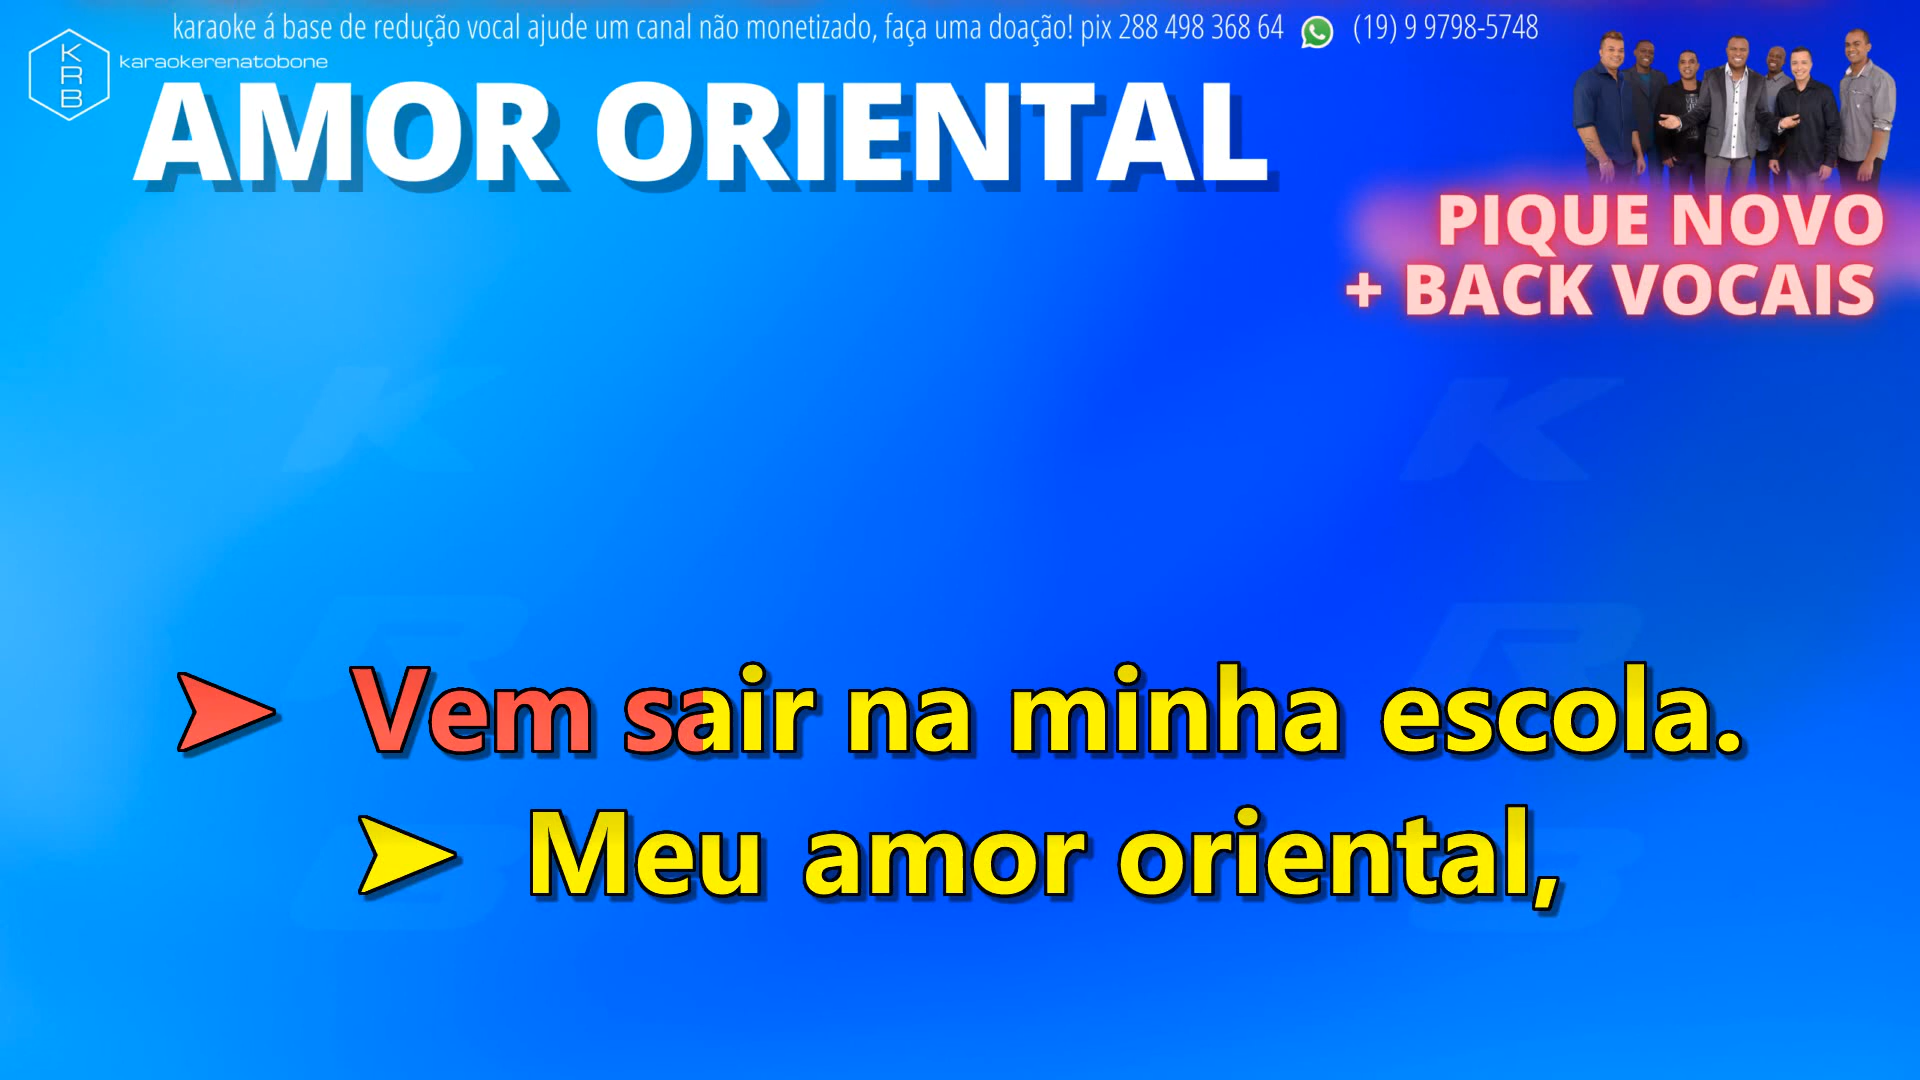 karaoke á base de redução vocal ajude um canal não monetizado, faça uma doação! pix 288 498 368 64 (19) 9 9798-5748
KRB
karaokerenatobone
AMOR ORIENTAL
PIQUE NOVO
+ BACK VOCAIS
K
K
R
R
➤ Vem sair na minha escola.
➤ Meu amor oriental,
B
B